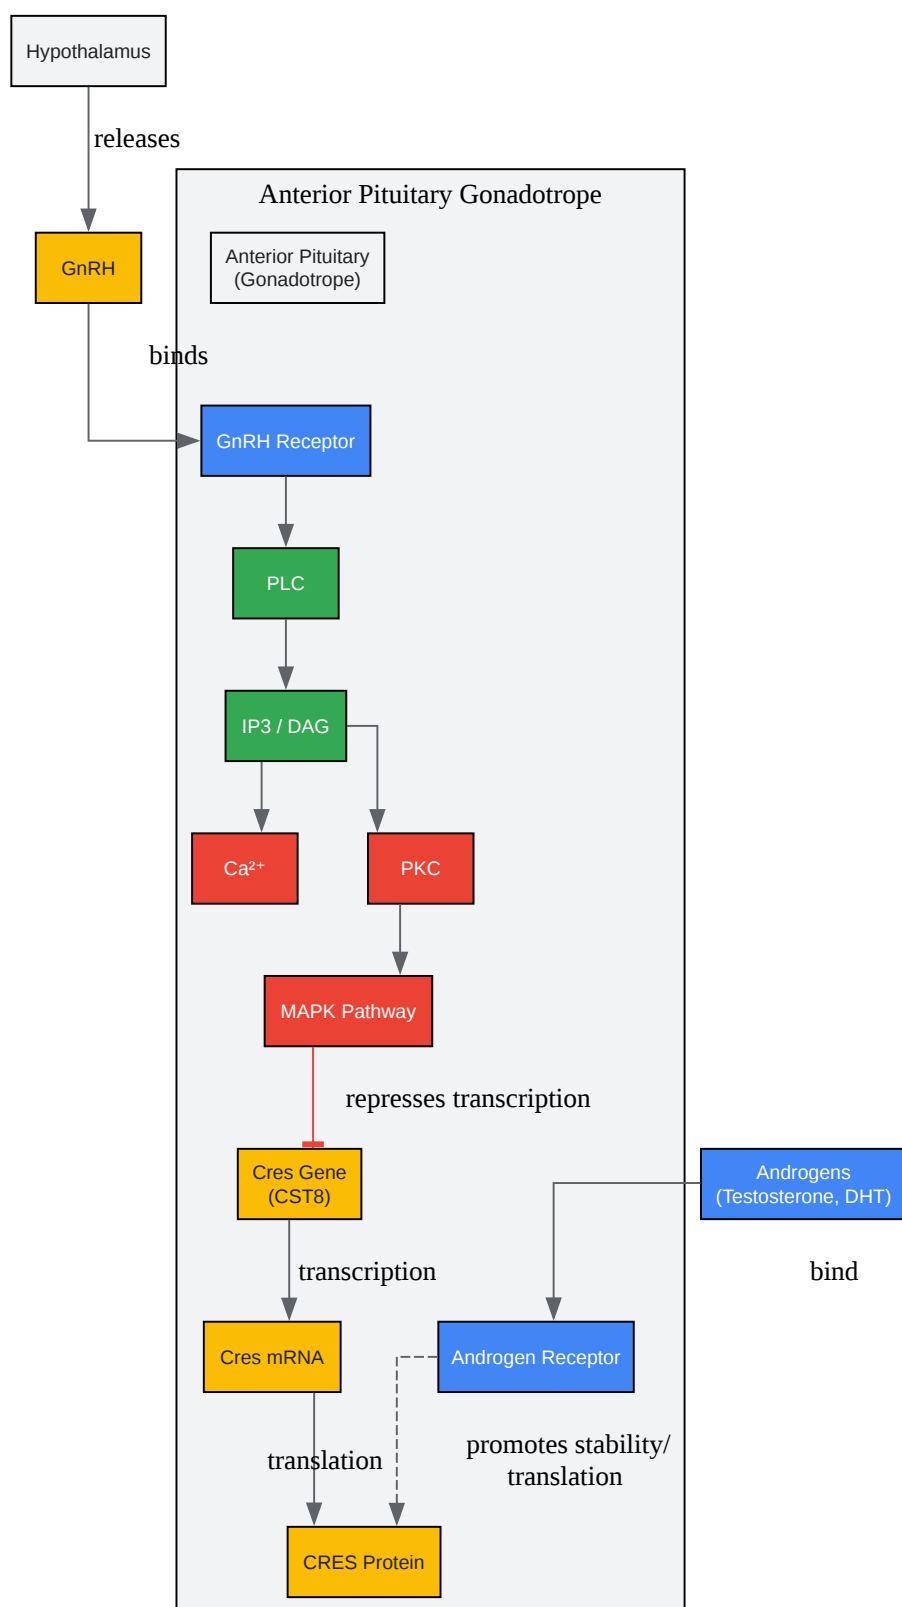 Hypothalamus
releases
Anterior Pituitary Gonadotrope
GnRH
Anterior Pituitary
(Gonadotrope)
binds
GnRH Receptor
PLC
IP3 / DAG
Ca²⁺
PKC
MAPK Pathway
represses transcription
Cres Gene
(CST8)
Androgens
(Testosterone, DHT)
transcription
bind
Cres mRNA
Androgen Receptor
translation
promotes stability/
translation
CRES Protein